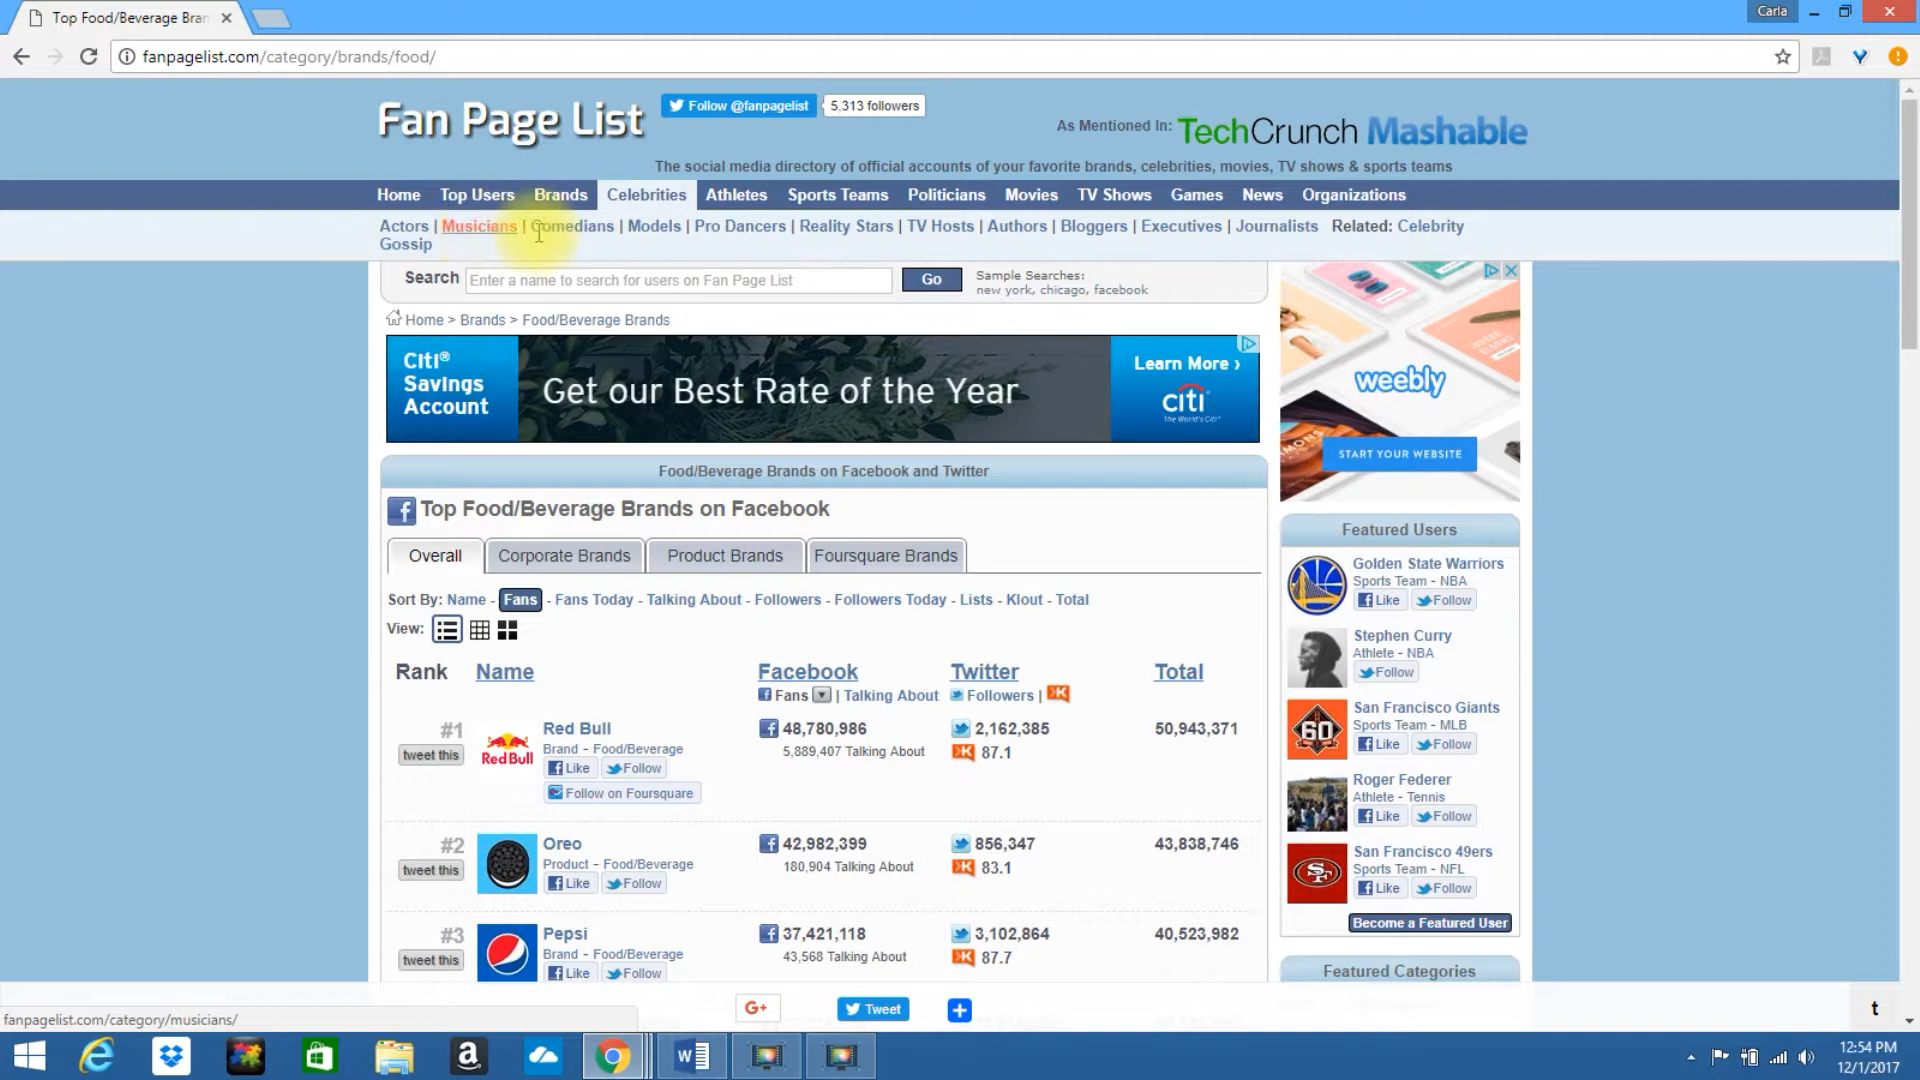 Top Food/Beverage Bran
Carla
fanpagelist.com/category/brands/food/
Fan Page List
Follow @fanpagelist
5,313 followers
As Mentioned In: TechCrunch Mashable
The social media directory of official accounts of your favorite brands, celebrities, movies, TV shows & sports teams
Home Top Users Brands Celebrities Athletes Sports Teams Politicians Movies TV Shows Games News Organizations
Actors | Musicians | Comedians | Models | Pro Dancers | Reality Stars | TV Hosts | Authors | Bloggers | Executives | Journalists Related: Celebrity
Gossip
Search Enter a name to search for users on Fan Page List Go
Sample Searches:
new york, chicago, facebook
Home > Brands > Food/Beverage Brands
Citi®
Savings
Account
Get our Best Rate of the Year
Learn More ›
citi
The World's Citi®
weebly
START YOUR WEBSITE
Food/Beverage Brands on Facebook and Twitter
Top Food/Beverage Brands on Facebook
Overall Corporate Brands Product Brands Foursquare Brands
Sort By: Name - Fans - Fans Today - Talking About - Followers - Followers Today - Lists - Klout - Total
View:
Rank Name Facebook Twitter Total
Fans | Talking About Followers |
#1 Red Bull 48,780,986 2,162,385 50,943,371
tweet this
Red Bull
Brand - Food/Beverage 5,889,407 Talking About 87.1
Like Follow
Follow on Foursquare
#2 Oreo 42,982,399 856,347 43,838,746
tweet this
Product - Food/Beverage 180,904 Talking About 83.1
Like Follow
#3 Pepsi 37,421,118 3,102,864 40,523,982
tweet this
Brand - Food/Beverage 43,568 Talking About 87.7
Like Follow
Featured Users
Golden State Warriors
Sports Team - NBA
Like Follow
Stephen Curry
Athlete - NBA
Follow
60
San Francisco Giants
Sports Team - MLB
Like Follow
Roger Federer
Athlete - Tennis
Like Follow
SF
San Francisco 49ers
Sports Team - NFL
Like Follow
Become a Featured User
Featured Categories
G+
Tweet
t
fanpagelist.com/category/musicians/
12:54 PM
12/1/2017